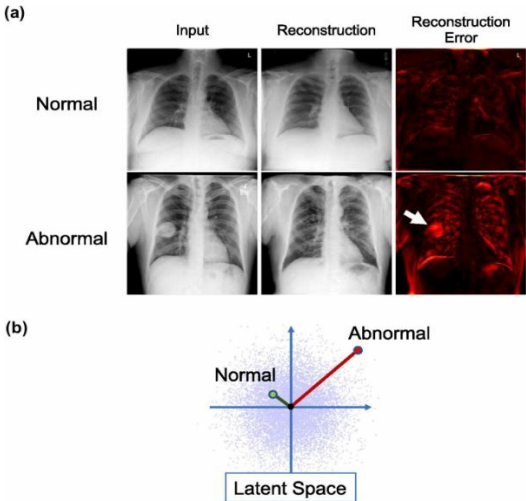 (a)
Input Reconstruction Reconstruction
Error
Normal
L
L
Abnormal
(b)
Abnormal
Normal
Latent Space